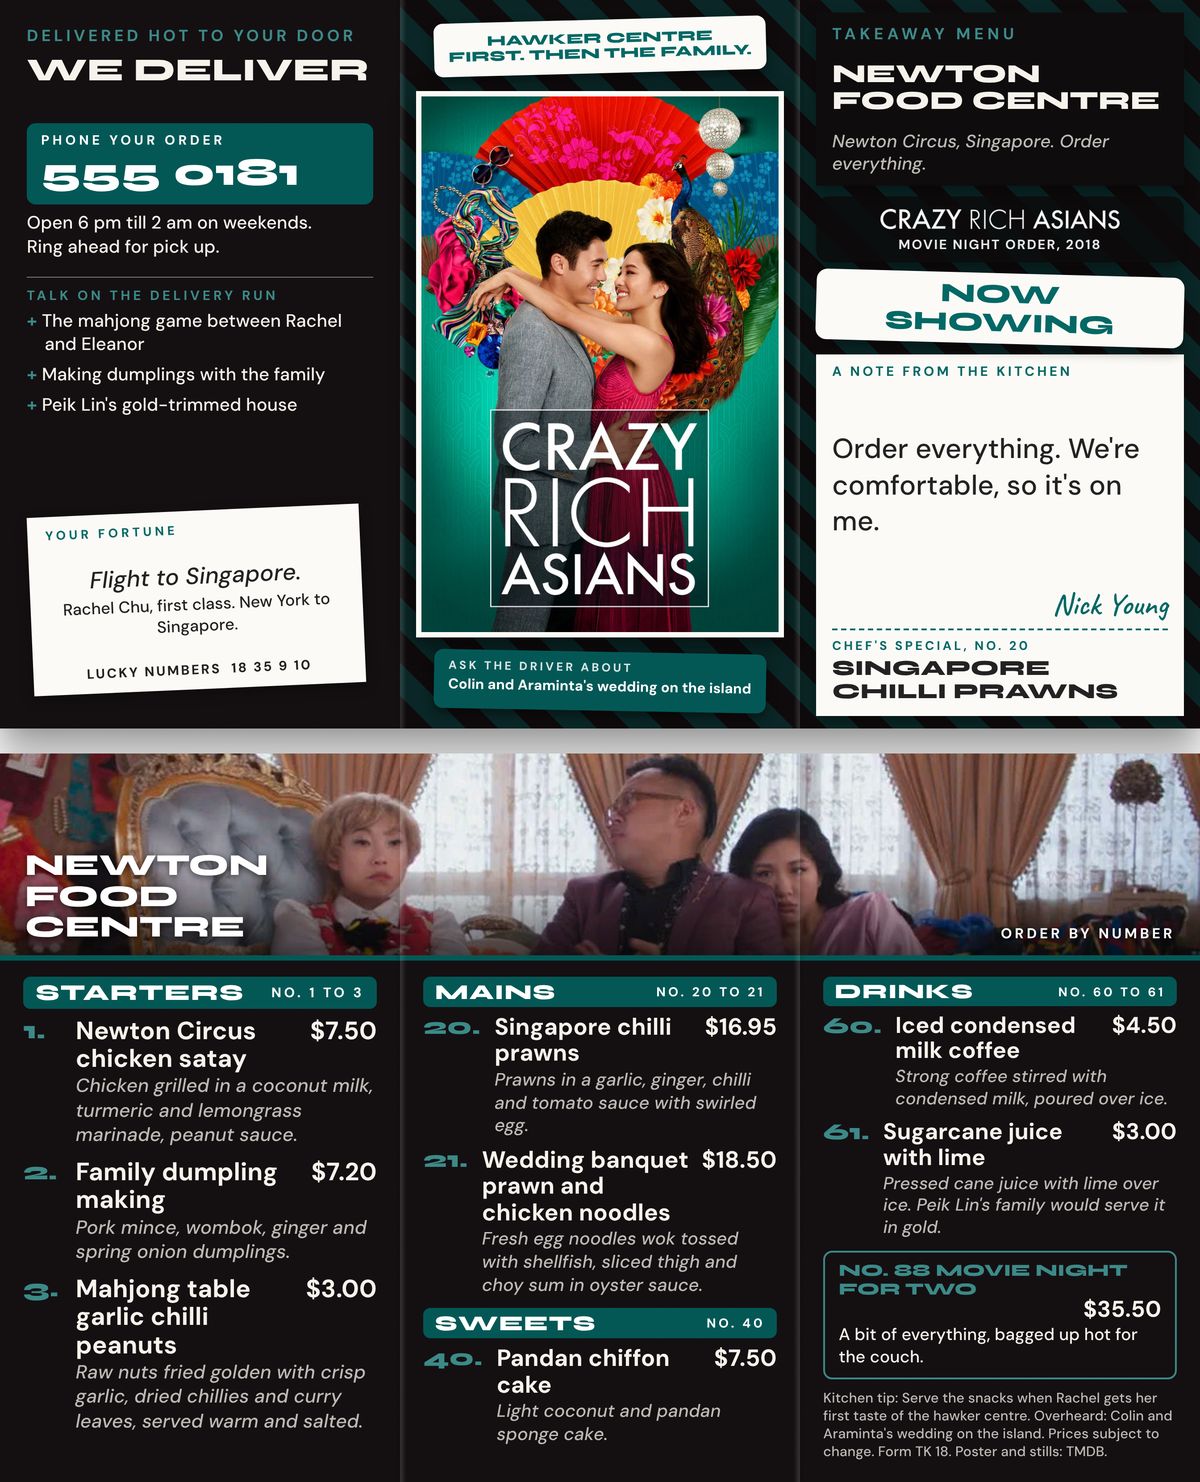 DELIVERED HOT TO YOUR DOOR
WE DELIVER
PHONE YOUR ORDER
555 0181
Open 6 pm till 2 am on weekends.
Ring ahead for pick up.
TALK ON THE DELIVERY RUN
+ The mahjong game between Rachel
and Eleanor
+ Making dumplings with the family
+ Peik Lin's gold-trimmed house
YOUR FORTUNE
Flight to Singapore.
Rachel Chu, first class. New York to
Singapore.
LUCKY NUMBERS 18 35 9 10
HAWKER CENTRE
FIRST. THEN THE FAMILY.
CRAZY
RICH
ASIANS
ASK THE DRIVER ABOUT
Colin and Araminta's wedding on the island
TAKEAWAY MENU
NEWTON
FOOD CENTRE
Newton Circus, Singapore. Order
everything.
CRAZY RICH ASIANS
MOVIE NIGHT ORDER, 2018
NOW
SHOWING
A NOTE FROM THE KITCHEN
Order everything. We're
comfortable, so it's on
me.
Nick Young
CHEF'S SPECIAL, NO. 20
SINGAPORE
CHILLI PRAWNS
NEWTON
FOOD
CENTRE
ORDER BY NUMBER
STARTERS NO. 1 TO 3
1. Newton Circus $7.50
chicken satay
Chicken grilled in a coconut milk,
turmeric and lemongrass
marinade, peanut sauce.
2. Family dumpling $7.20
making
Pork mince, wombok, ginger and
spring onion dumplings.
3. Mahjong table $3.00
garlic chilli
peanuts
Raw nuts fried golden with crisp
garlic, dried chillies and curry
leaves, served warm and salted.
MAINS NO. 20 TO 21
20. Singapore chilli $16.95
prawns
Prawns in a garlic, ginger, chilli
and tomato sauce with swirled
egg.
21. Wedding banquet $18.50
prawn and
chicken noodles
Fresh egg noodles wok tossed
with shellfish, sliced thigh and
choy sum in oyster sauce.
SWEETS NO. 40
40. Pandan chiffon $7.50
cake
Light coconut and pandan
sponge cake.
DRINKS NO. 60 TO 61
60. Iced condensed $4.50
milk coffee
Strong coffee stirred with
condensed milk, poured over ice.
61. Sugarcane juice $3.00
with lime
Pressed cane juice with lime over
ice. Peik Lin's family would serve it
in gold.
NO. 88 MOVIE NIGHT
FOR TWO
$35.50
A bit of everything, bagged up hot for
the couch.
Kitchen tip: Serve the snacks when Rachel gets her
first taste of the hawker centre. Overheard: Colin and
Araminta's wedding on the island. Prices subject to
change. Form TK 18. Poster and stills: TMDB.